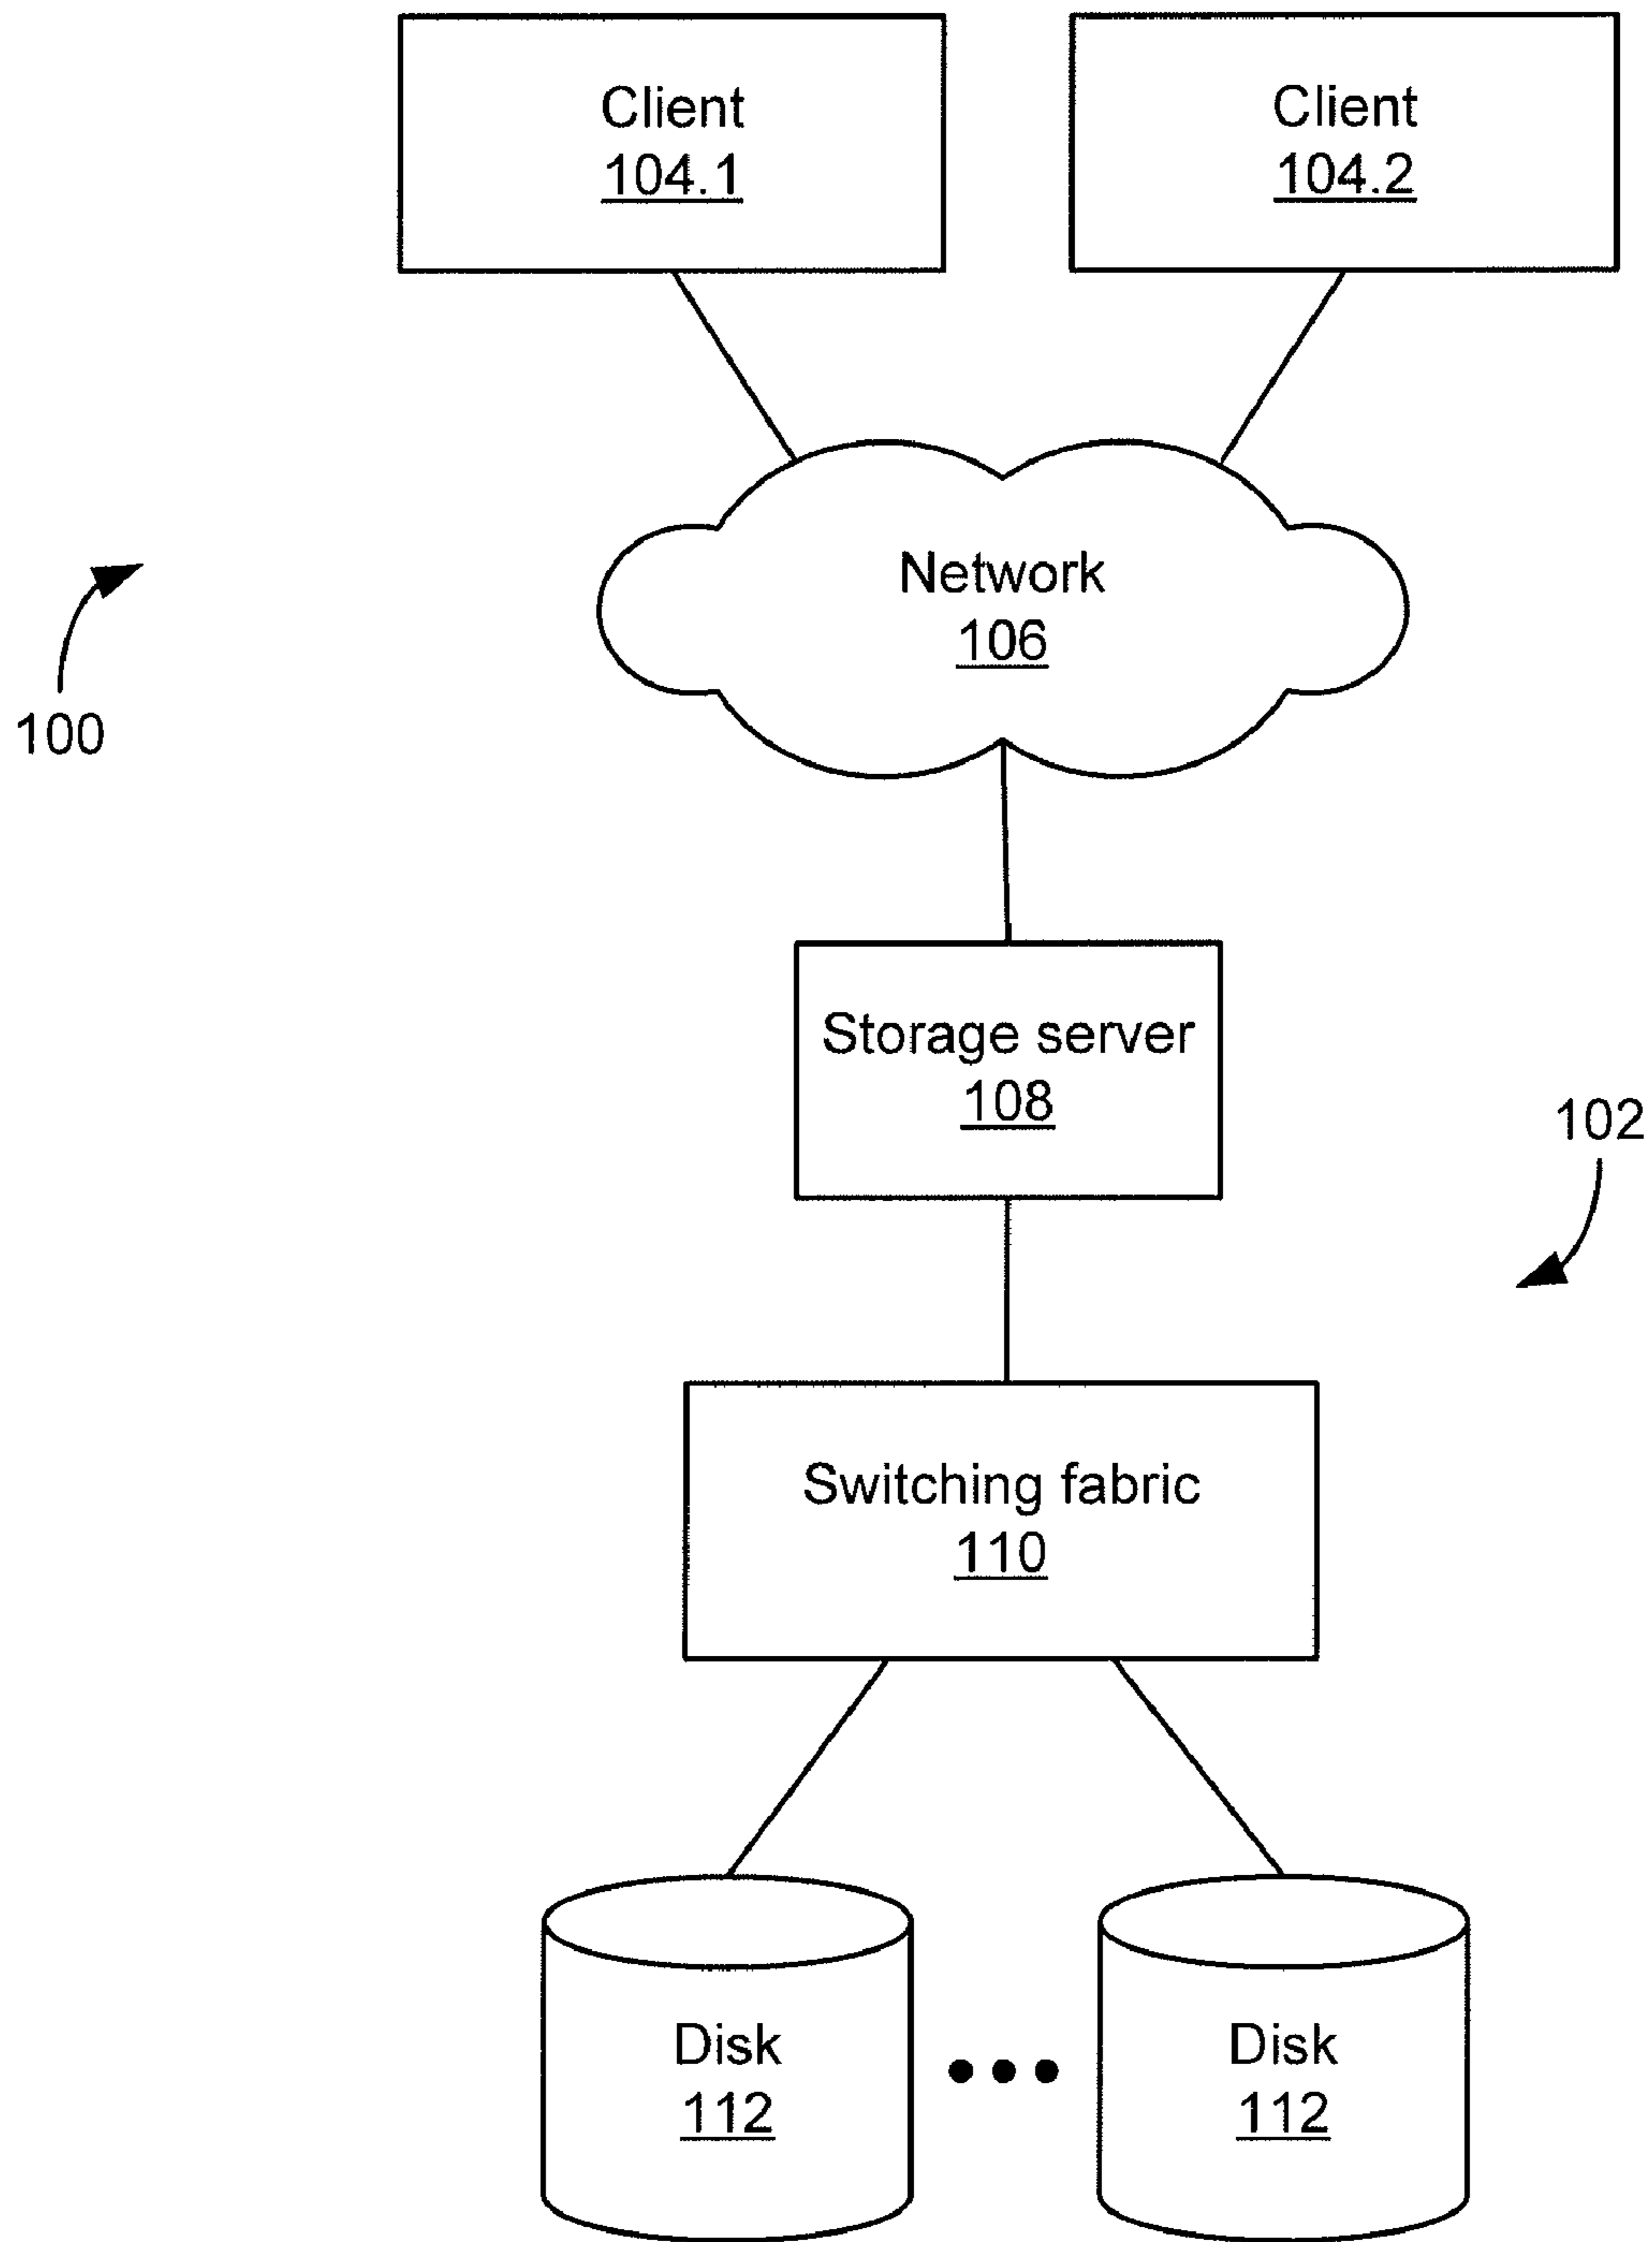 Client
104.1
Client
104.2
Network
106
100
Storage server
108
102
Switching fabric
110
Disk
112
Disk
112